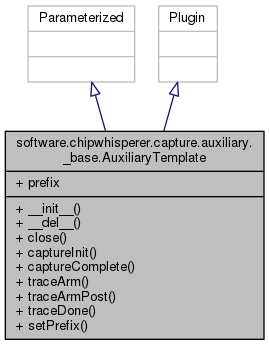 Parameterized
Plugin
software.chipwhisperer.capture.auxiliary.
_base.AuxiliaryTemplate
+ prefix
+ __init__()
+ __del__()
+ close()
+ captureInit()
+ captureComplete()
+ traceArm()
+ traceArmPost()
+ traceDone()
+ setPrefix()